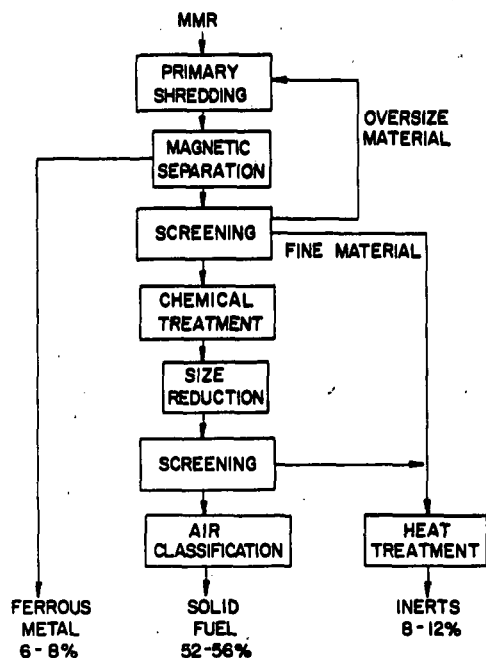 MMR
PRIMARY
SHREDDING
OVERSIZE
MATERIAL
MAGNETIC
SEPARATION
SCREENING
FINE MATERIAL
CHEMICAL
TREATMENT
SIZE
REDUCTION
SCREENING
AIR
CLASSIFICATION
HEAT
TREATMENT
FERROUS
METAL
6-8%
SOLID
FUEL
52-56%
INERTS
8-12%